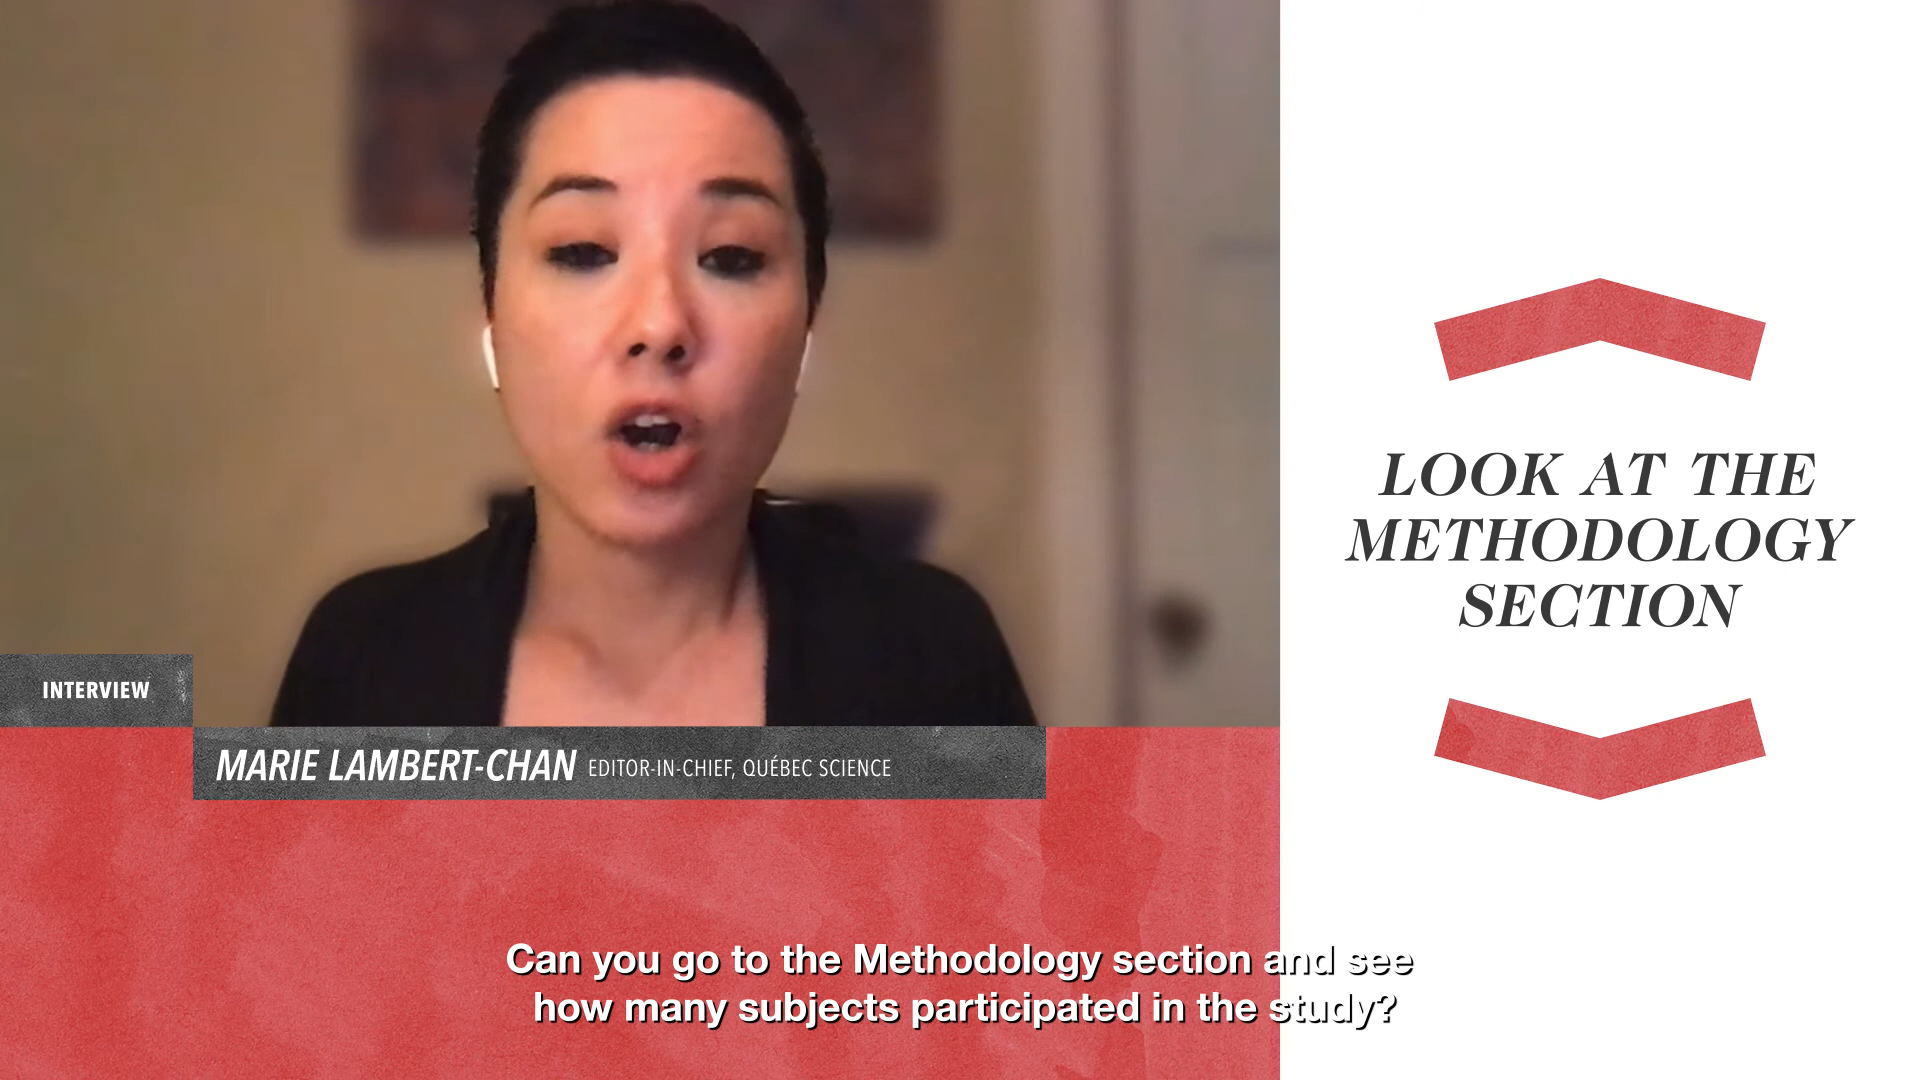 INTERVIEW
MARIE LAMBERT-CHAN EDITOR-IN-CHIEF, QUÉBEC SCIENCE
LOOK AT THE
METHODOLOGY
SECTION
Can you go to the Methodology section and see
how many subjects participated in the study?